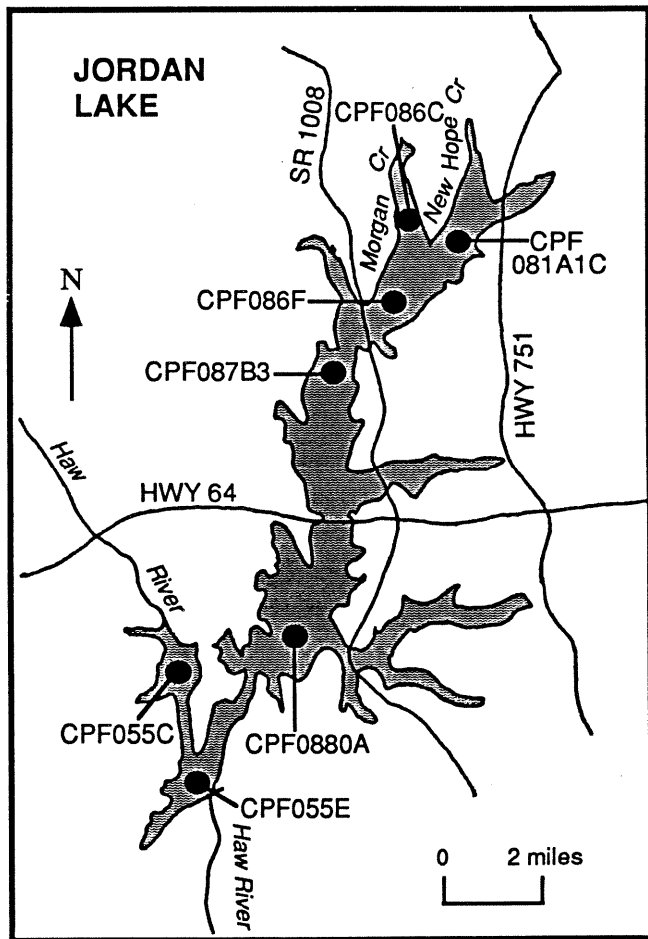 JORDAN
LAKE
SR 1008
CPF086C
Morgan Cr
New Hope Cr
CPF
081A1C
N
CPF086F
CPF087B3
HWY 751
Haw
River
HWY 64
CPF055C
CPF0880A
CPF055E
Haw River
0 2 miles